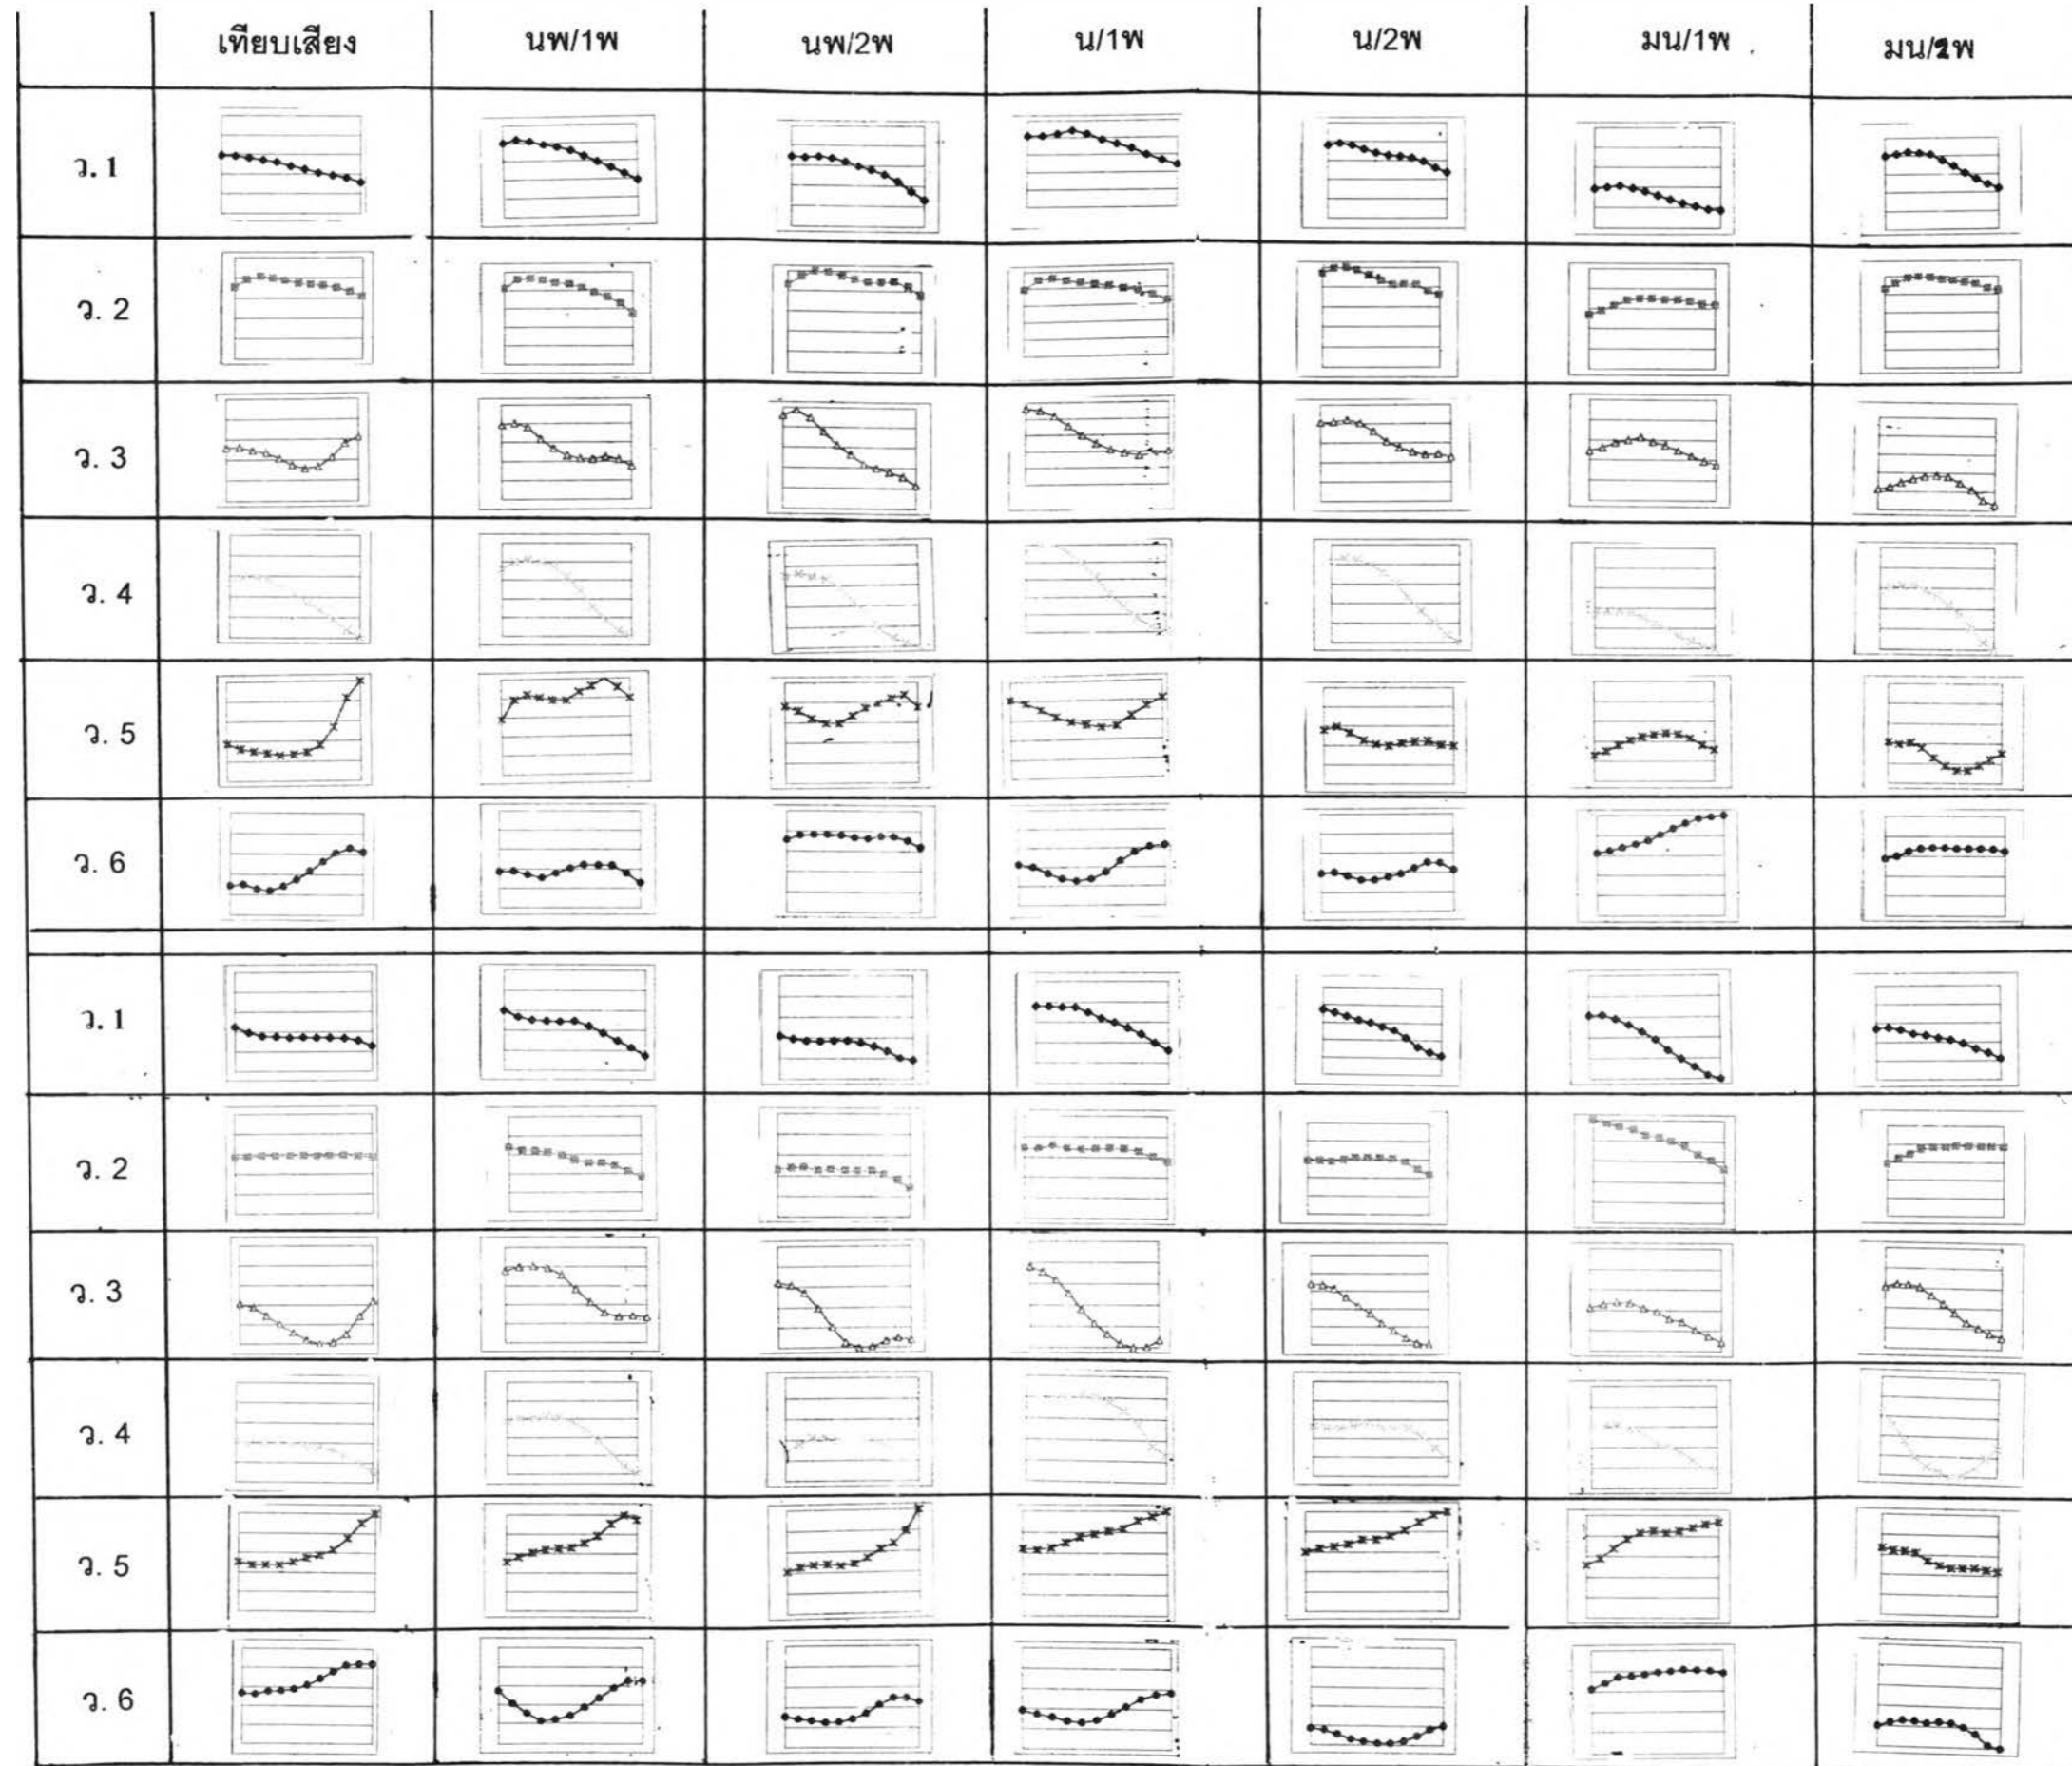 เทียบเสียง นพ/1พ นพ/2พ น/1พ น/2พ มน/1พ มน/2พ
ว. 1
ว. 2
ว. 3
ว. 4
ว. 5
ว. 6
ว. 1
ว. 2
ว. 3
ว. 4
ว. 5
ว. 6